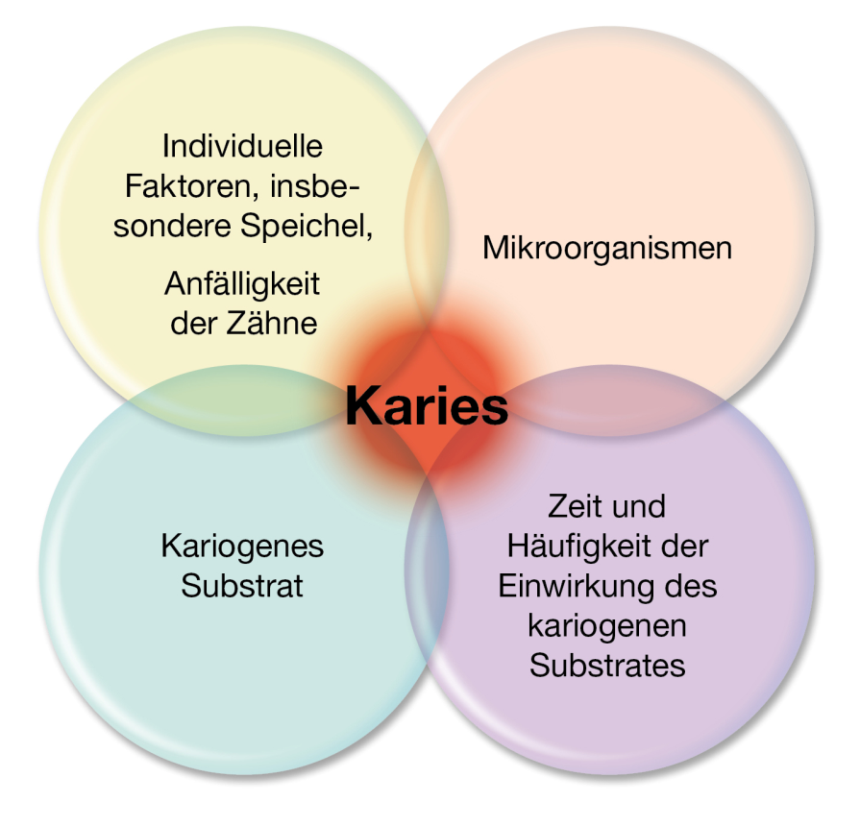 Individuelle
Faktoren, insbe-
sondere Speichel,
Anfälligkeit
der Zähne
Mikroorganismen
Karies
Kariogenes
Substrat
Zeit und
Häufigkeit der
Einwirkung des
kariogenen
Substrates